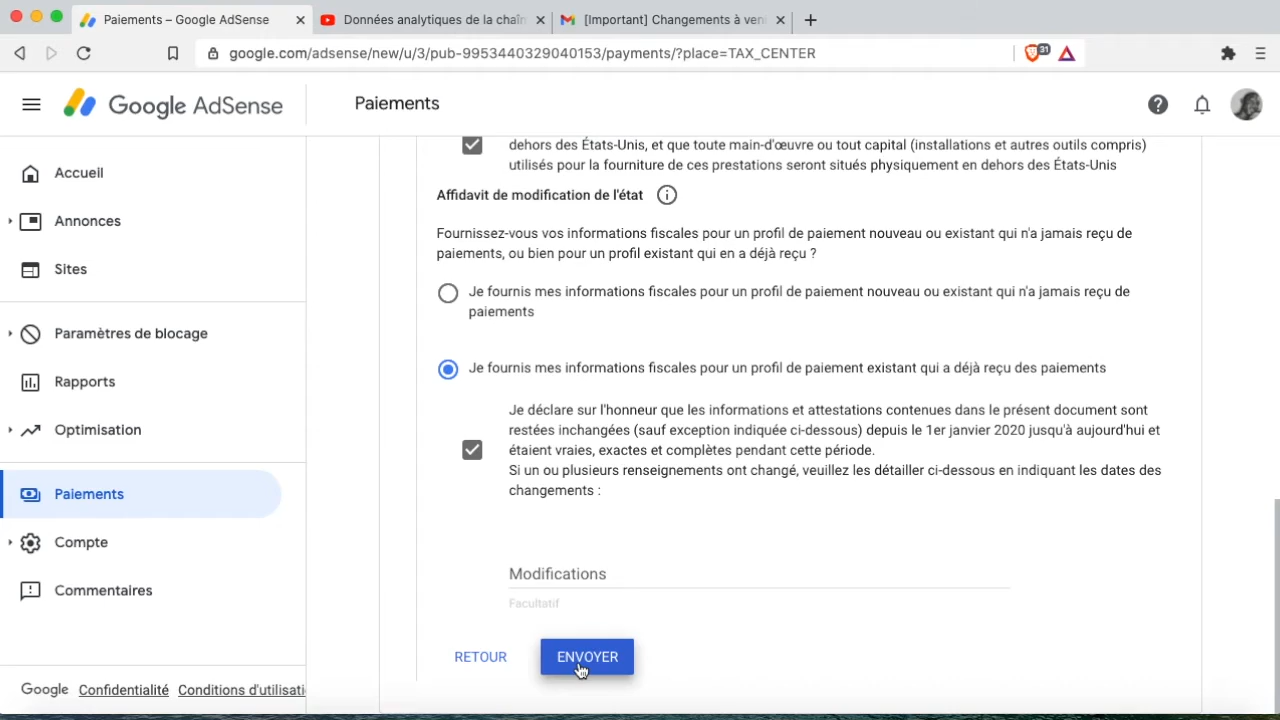 Paiements – Google AdSense
Données analytiques de la chaîn
[Important] Changements à veni
google.com/adsense/new/u/3/pub-9953440329040153/payments/?place=TAX_CENTER
31
Google AdSense
Paiements
Accueil
Annonces
Sites
Paramètres de blocage
Rapports
Optimisation
Paiements
Compte
Commentaires
Google Confidentialité Conditions d'utilisati
dehors des États-Unis, et que toute main-d'œuvre ou tout capital (installations et autres outils compris)
utilisés pour la fourniture de ces prestations seront situés physiquement en dehors des États-Unis
Affidavit de modification de l'état
Fournissez-vous vos informations fiscales pour un profil de paiement nouveau ou existant qui n'a jamais reçu de
paiements, ou bien pour un profil existant qui en a déjà reçu ?
Je fournis mes informations fiscales pour un profil de paiement nouveau ou existant qui n'a jamais reçu de
paiements
Je fournis mes informations fiscales pour un profil de paiement existant qui a déjà reçu des paiements
Je déclare sur l'honneur que les informations et attestations contenues dans le présent document sont
restées inchangées (sauf exception indiquée ci-dessous) depuis le 1er janvier 2020 jusqu'à aujourd'hui et
étaient vraies, exactes et complètes pendant cette période.
Si un ou plusieurs renseignements ont changé, veuillez les détailler ci-dessous en indiquant les dates des
changements :
Modifications
Facultatif
RETOUR
ENVOYER